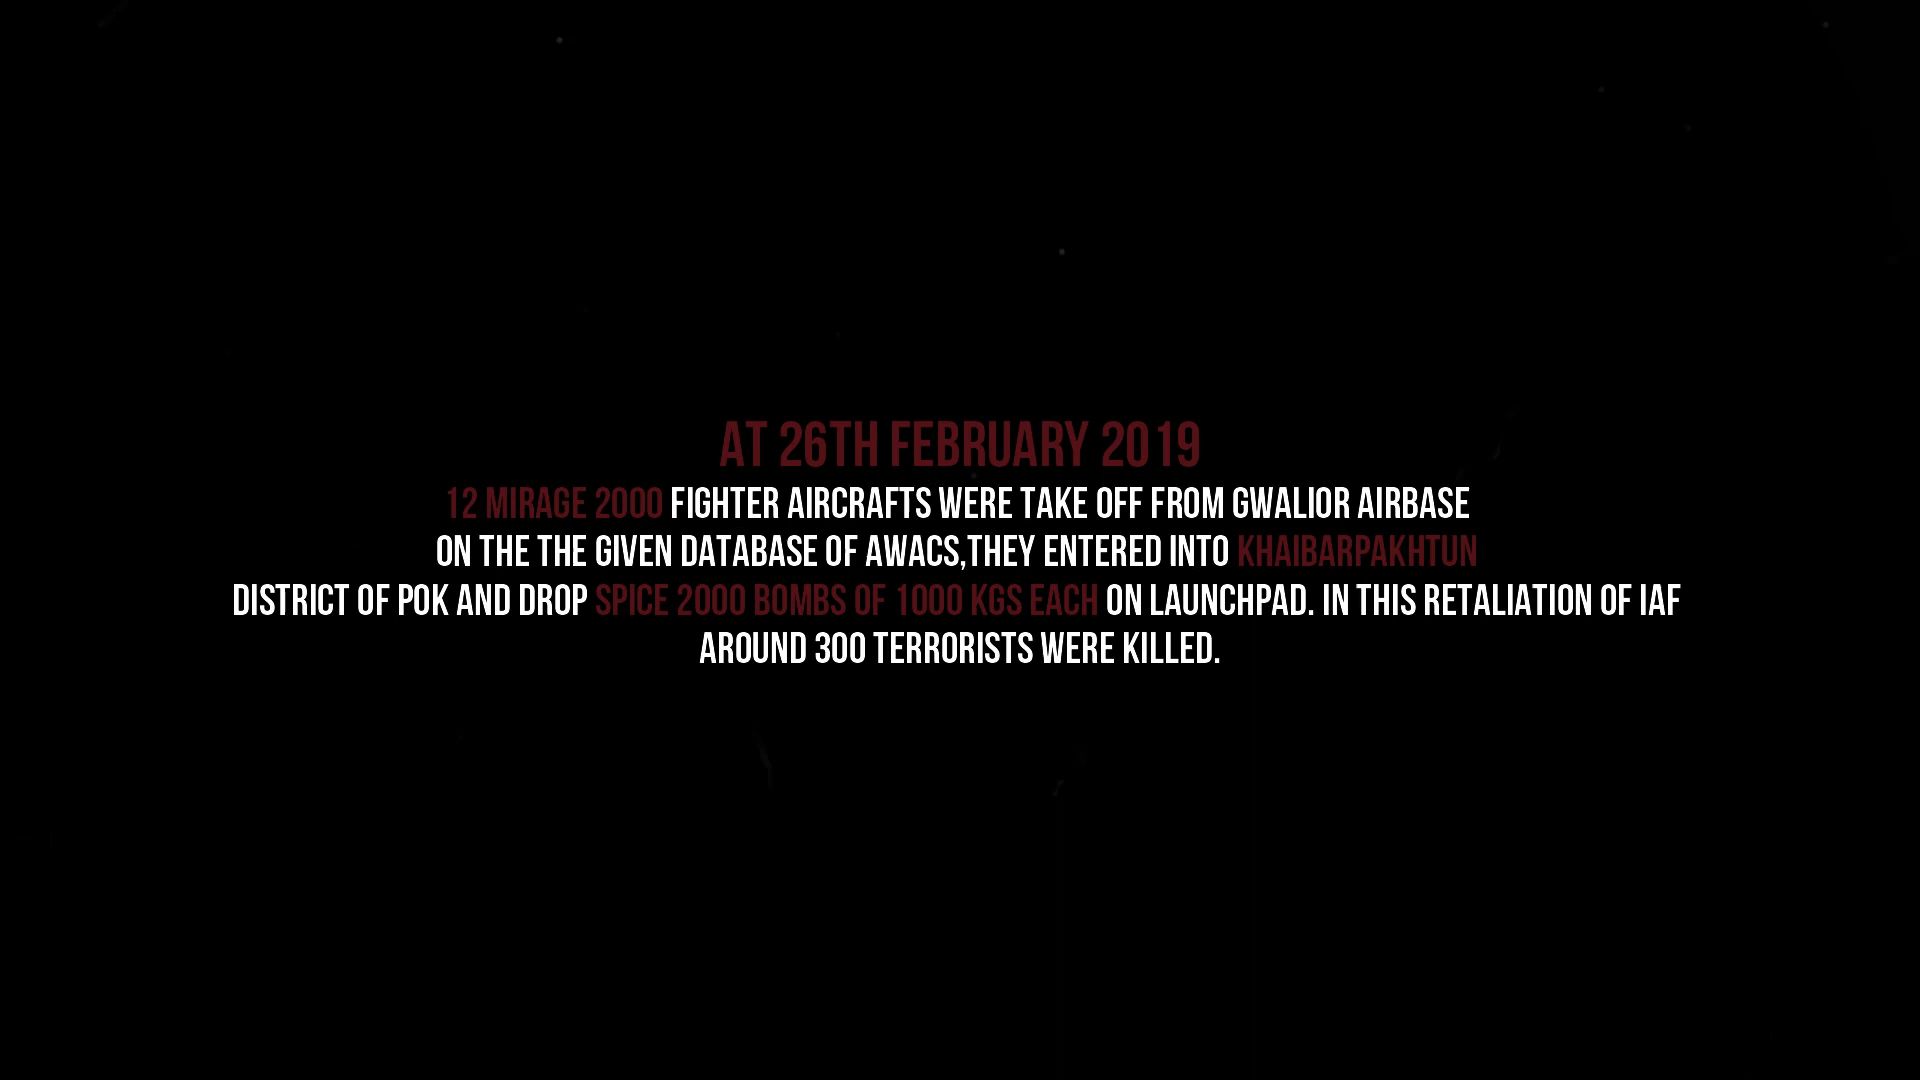 AT 26TH FEBRUARY 2019
12 MIRAGE 2000 FIGHTER AIRCRAFTS WERE TAKE OFF FROM GWALIOR AIRBASE
ON THE THE GIVEN DATABASE OF AWACS,THEY ENTERED INTO KHAIBARPAKHTUN
DISTRICT OF POK AND DROP SPICE 2000 BOMBS OF 1000 KGS EACH ON LAUNCHPAD. IN THIS RETALIATION OF IAF
AROUND 300 TERRORISTS WERE KILLED.